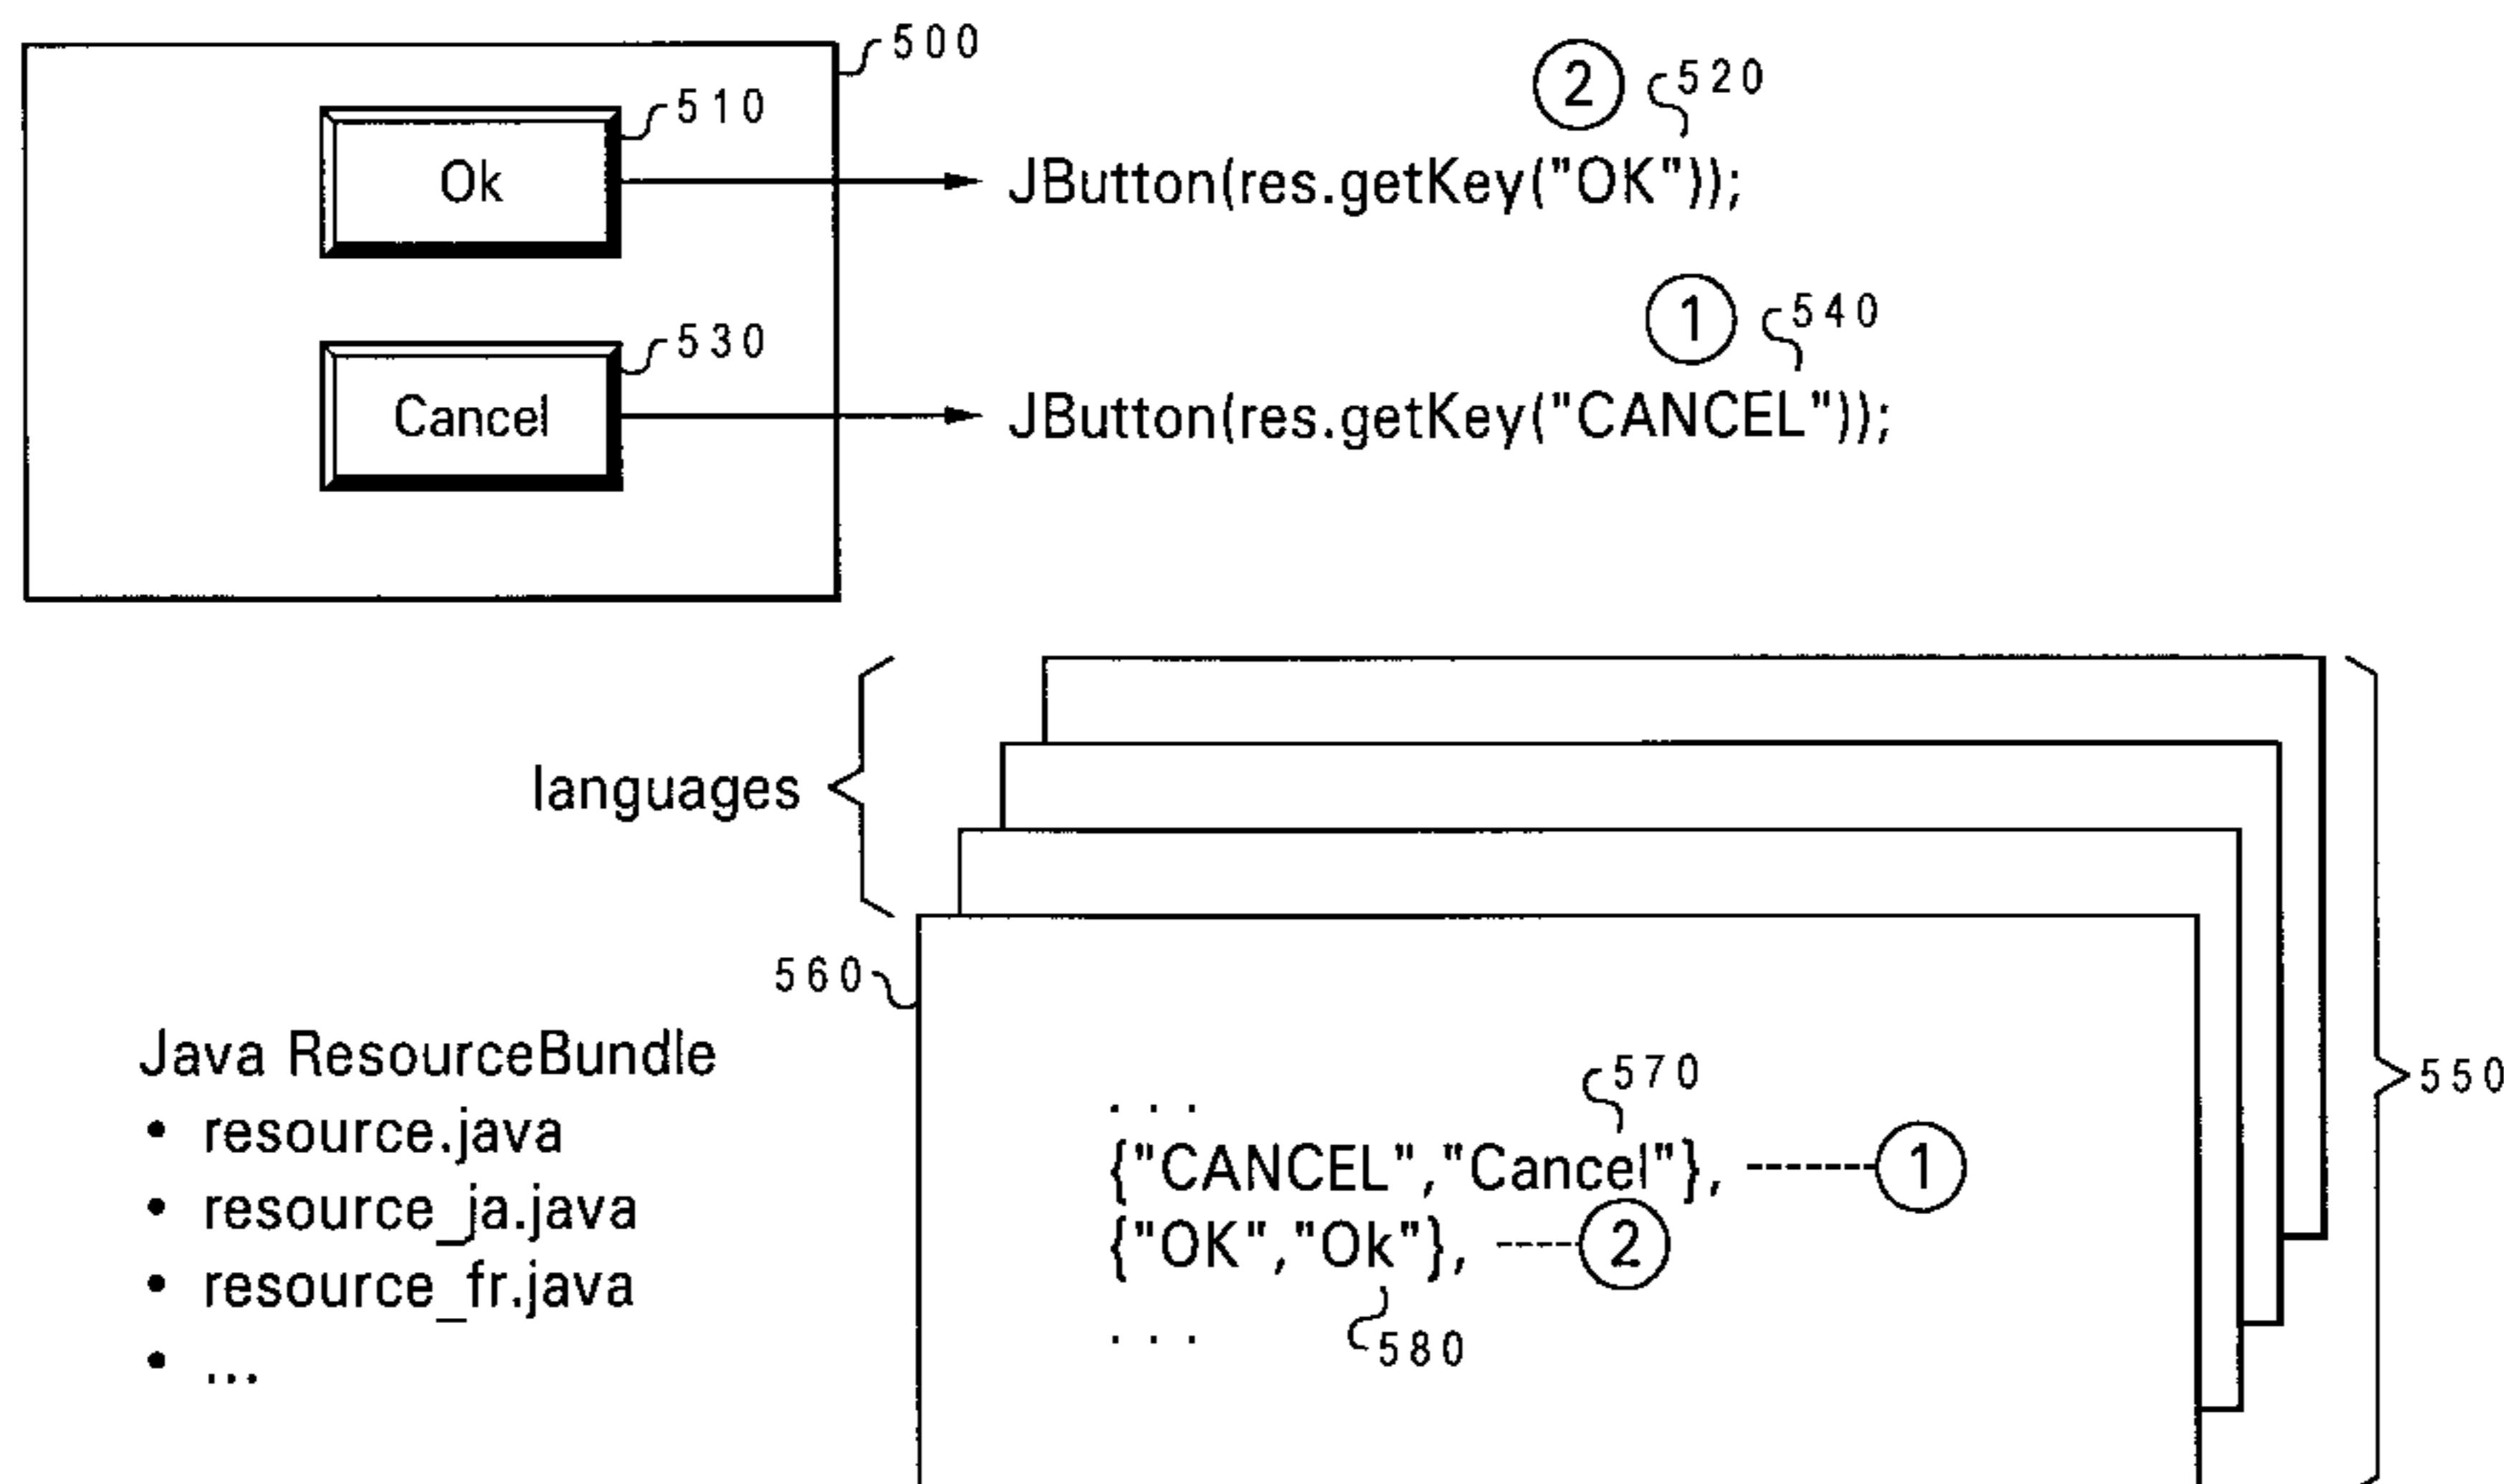 500
510
Ok
② 520
JButton(res.getKey("OK"));
530
Cancel
① 540
JButton(res.getKey("CANCEL"));
languages
550
560
Java ResourceBundle
• resource.java
• resource_ja.java
• resource_fr.java
• ...
. . .
570
{"CANCEL","Cancel"}, ------- ①
{"OK","Ok"}, ----- ②
. . .
580